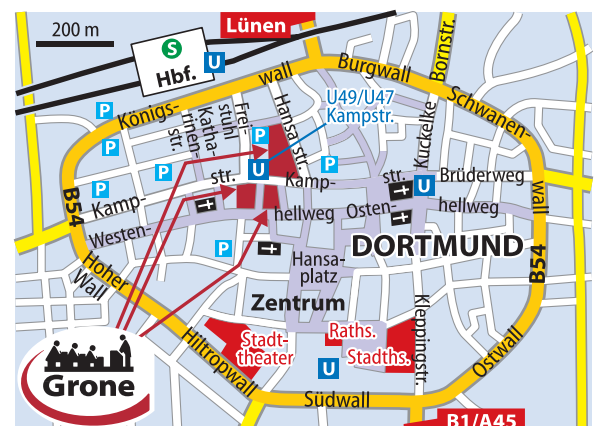 Lünen
200 m
S
Hbf.
U
wall
Burgwall
Bornstr.
Königs-
Schwanen-
wall
U49/U47
Kampstr.
P
P
P
P
P
P
P
Katha-
rinen-
str.
Frei-
stuhl
Hansastr.
Kuckelke
U
str.
Kamp-
str.
Brüderweg
U
B54
Kamp-
hellweg
Osten-
hellweg
Westen-
DORTMUND
Hansa-
platz
B54
Hoher
Wall
Zentrum
Kleppingstr.
Stadt-
theater
Raths.
Stadths.
U
Ostwall
Hiltropwall
Südwall
Grone
B1/A45